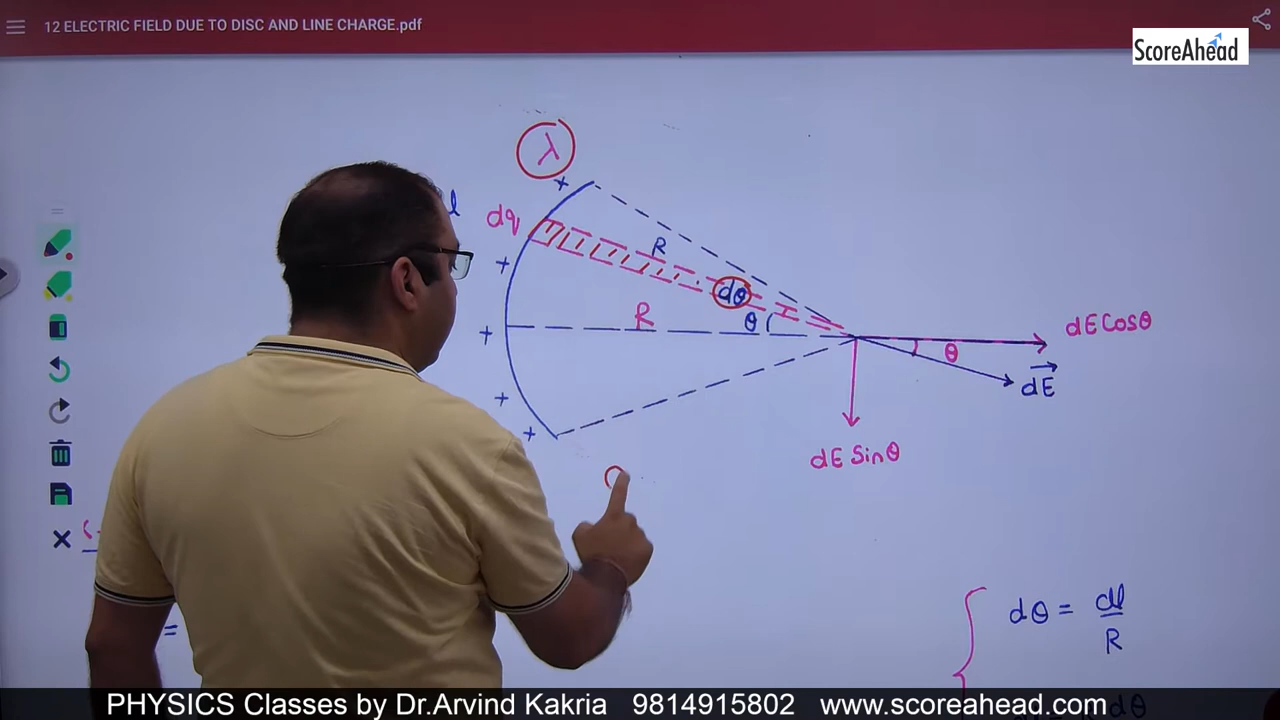 12 ELECTRIC FIELD DUE TO DISC AND LINE CHARGE.pdf
ScoreAhead
λ
+
l
dq
R
+
dθ
R
θ
+
dE Cosθ
θ
dE
+
+
dE Sinθ
dθ = dl/R
=
dθ
PHYSICS Classes by Dr.Arvind Kakria 9814915802 www.scoreahead.com